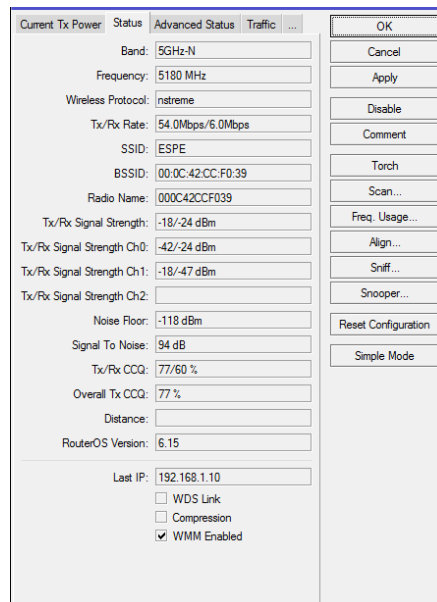 Current Tx Power Status Advanced Status Traffic ...
Band: 5GHz-N
Frequency: 5180 MHz
Wireless Protocol: nstreme
Tx/Rx Rate: 54.0Mbps/6.0Mbps
SSID: ESPE
BSSID: 00:0C:42:CC:F0:39
Radio Name: 000C42CCF039
Tx/Rx Signal Strength: -18/-24 dBm
Tx/Rx Signal Strength Ch0: -42/-24 dBm
Tx/Rx Signal Strength Ch1: -18/-47 dBm
Tx/Rx Signal Strength Ch2:
Noise Floor: -118 dBm
Signal To Noise: 94 dB
Tx/Rx CCQ: 77/60 %
Overall Tx CCQ: 77 %
Distance:
RouterOS Version: 6.15
Last IP: 192.168.1.10
WDS Link
Compression
WMM Enabled
OK
Cancel
Apply
Disable
Comment
Torch
Scan...
Freq. Usage...
Align...
Sniff...
Snooper...
Reset Configuration
Simple Mode